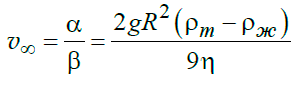 v∞ = α/β = 2gR²(ρт − ρж)/9η